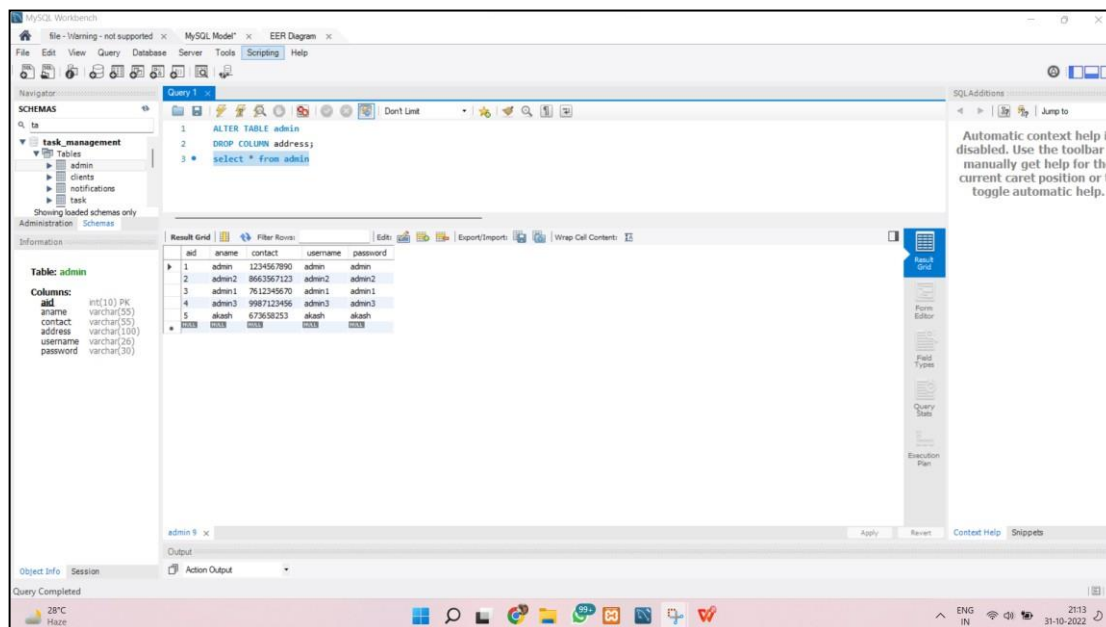 MySQL Workbench
file - Warning - not supported
MySQL Model*
EER Diagram
File Edit View Query Database Server Tools Scripting Help
Navigator
SCHEMAS
ta
task_management
Tables
admin
clients
notifications
task
Showing loaded schemas only
Administration Schemas
Information
Table: admin
Columns:
aid int(10) PK
aname varchar(55)
contact varchar(55)
address varchar(100)
username varchar(26)
password varchar(30)
Object Info Session
Query Completed
Query 1
Don't Limit
1 ALTER TABLE admin
2 DROP COLUMN address;
3 select * from admin
Result Grid Filter Rows: Edit: Export/Import: Wrap Cell Content:
aid aname contact username password
1 admin 1234567890 admin admin
2 admin2 8663567123 admin2 admin2
3 admin1 7612345670 admin1 admin1
4 admin3 9987123456 admin3 admin3
5 akash 673658253 akash akash
NULL NULL NULL NULL NULL
Result Grid
Form Editor
Field Types
Query Stats
Execution Plan
admin 9
Apply Revert
Output
Action Output
SQLAdditions
Jump to
Automatic context help i
disabled. Use the toolbar
manually get help for th
current caret position or t
toggle automatic help.
Context Help Snippets
28°C
Haze
99+
ENG
IN
21:13
31-10-2022